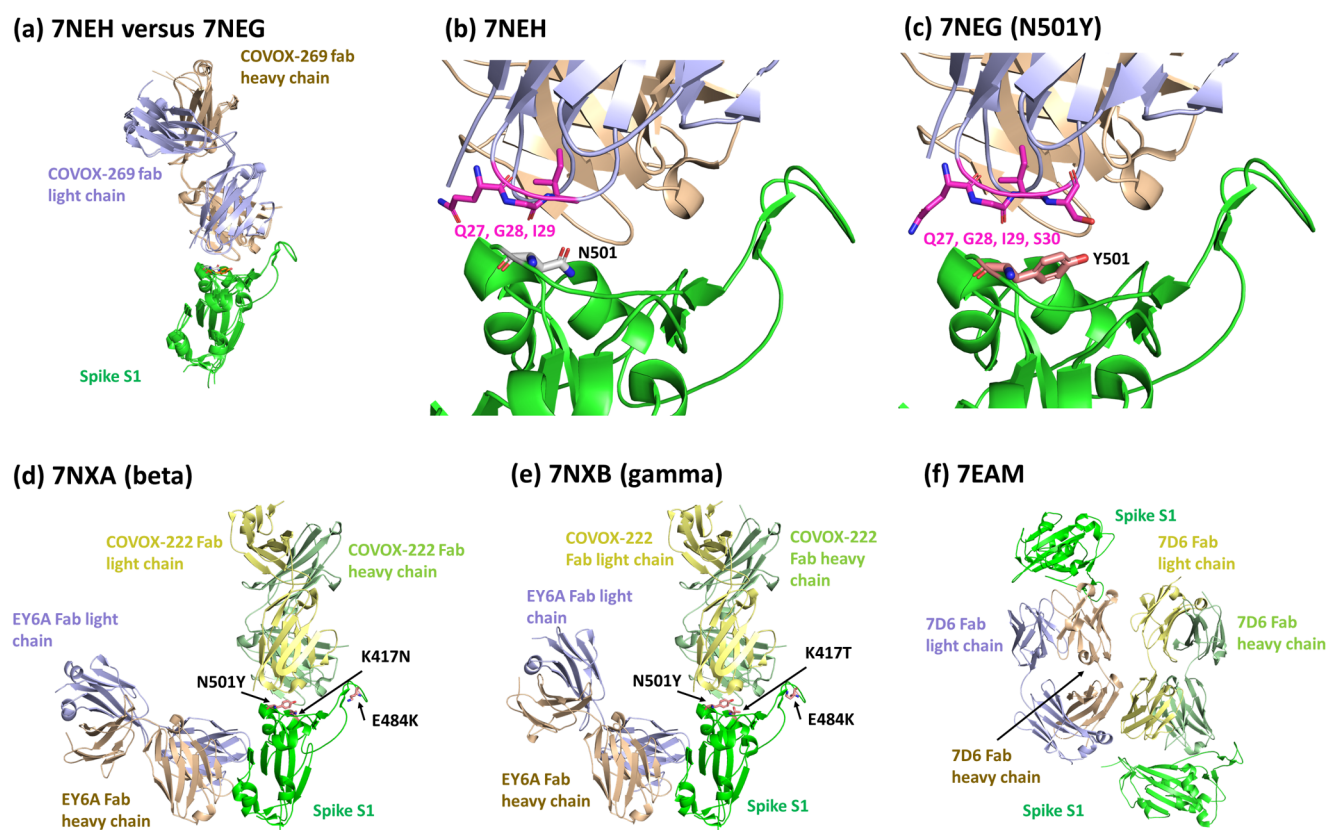 (a) 7NEH versus 7NEG
COVOX-269 fab
heavy chain
COVOX-269 fab
light chain
Spike S1
(b) 7NEH
Q27, G28, I29
N501
(c) 7NEG (N501Y)
Q27, G28, I29, S30
Y501
(d) 7NXA (beta)
COVOX-222 Fab
light chain
COVOX-222 Fab
heavy chain
EY6A Fab light
chain
N501Y
K417N
E484K
EY6A Fab
heavy chain
Spike S1
(e) 7NXB (gamma)
COVOX-222
Fab light chain
COVOX-222
Fab heavy
chain
EY6A Fab light
chain
N501Y
K417T
E484K
EY6A Fab
heavy chain
Spike S1
(f) 7EAM
Spike S1
7D6 Fab
light chain
7D6 Fab
light chain
7D6 Fab
heavy chain
7D6 Fab
heavy chain
Spike S1